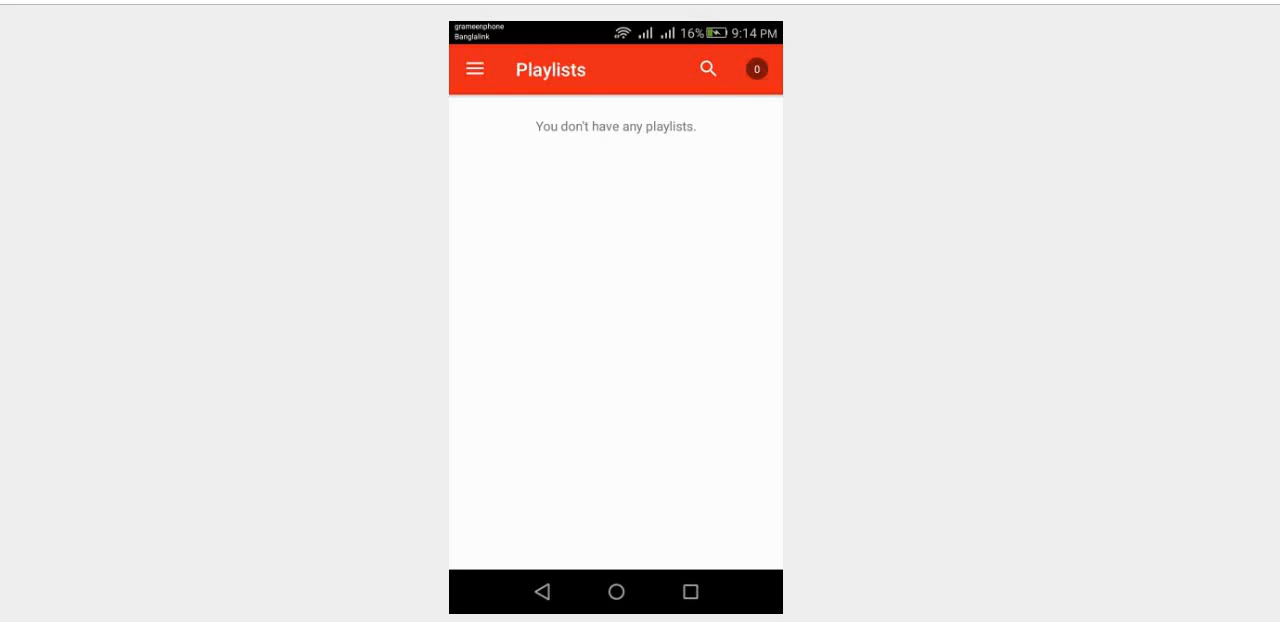 grameenphone
Banglalink
16% 9:14 PM
Playlists
0
You don't have any playlists.